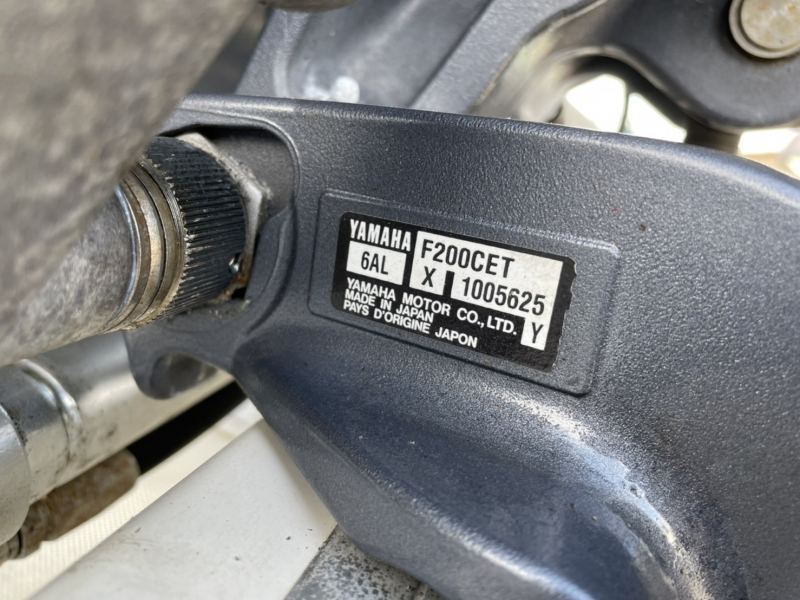 YAMAHA F200CET
6AL X 1005625
YAMAHA MOTOR CO., LTD. Y
MADE IN JAPAN
PAYS D'ORIGINE JAPON